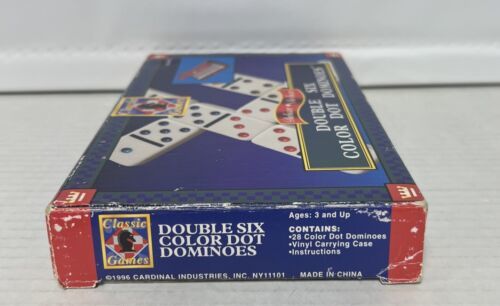 DOUBLE SIX
COLOR DOT DOMINOES
Classic
Games
DOUBLE SIX
COLOR DOT
DOMINOES
Ages: 3 and Up
CONTAINS:
•28 Color Dot Dominoes
•Vinyl Carrying Case
•Instructions
©1996 CARDINAL INDUSTRIES, INC. NY11101
MADE IN CHINA